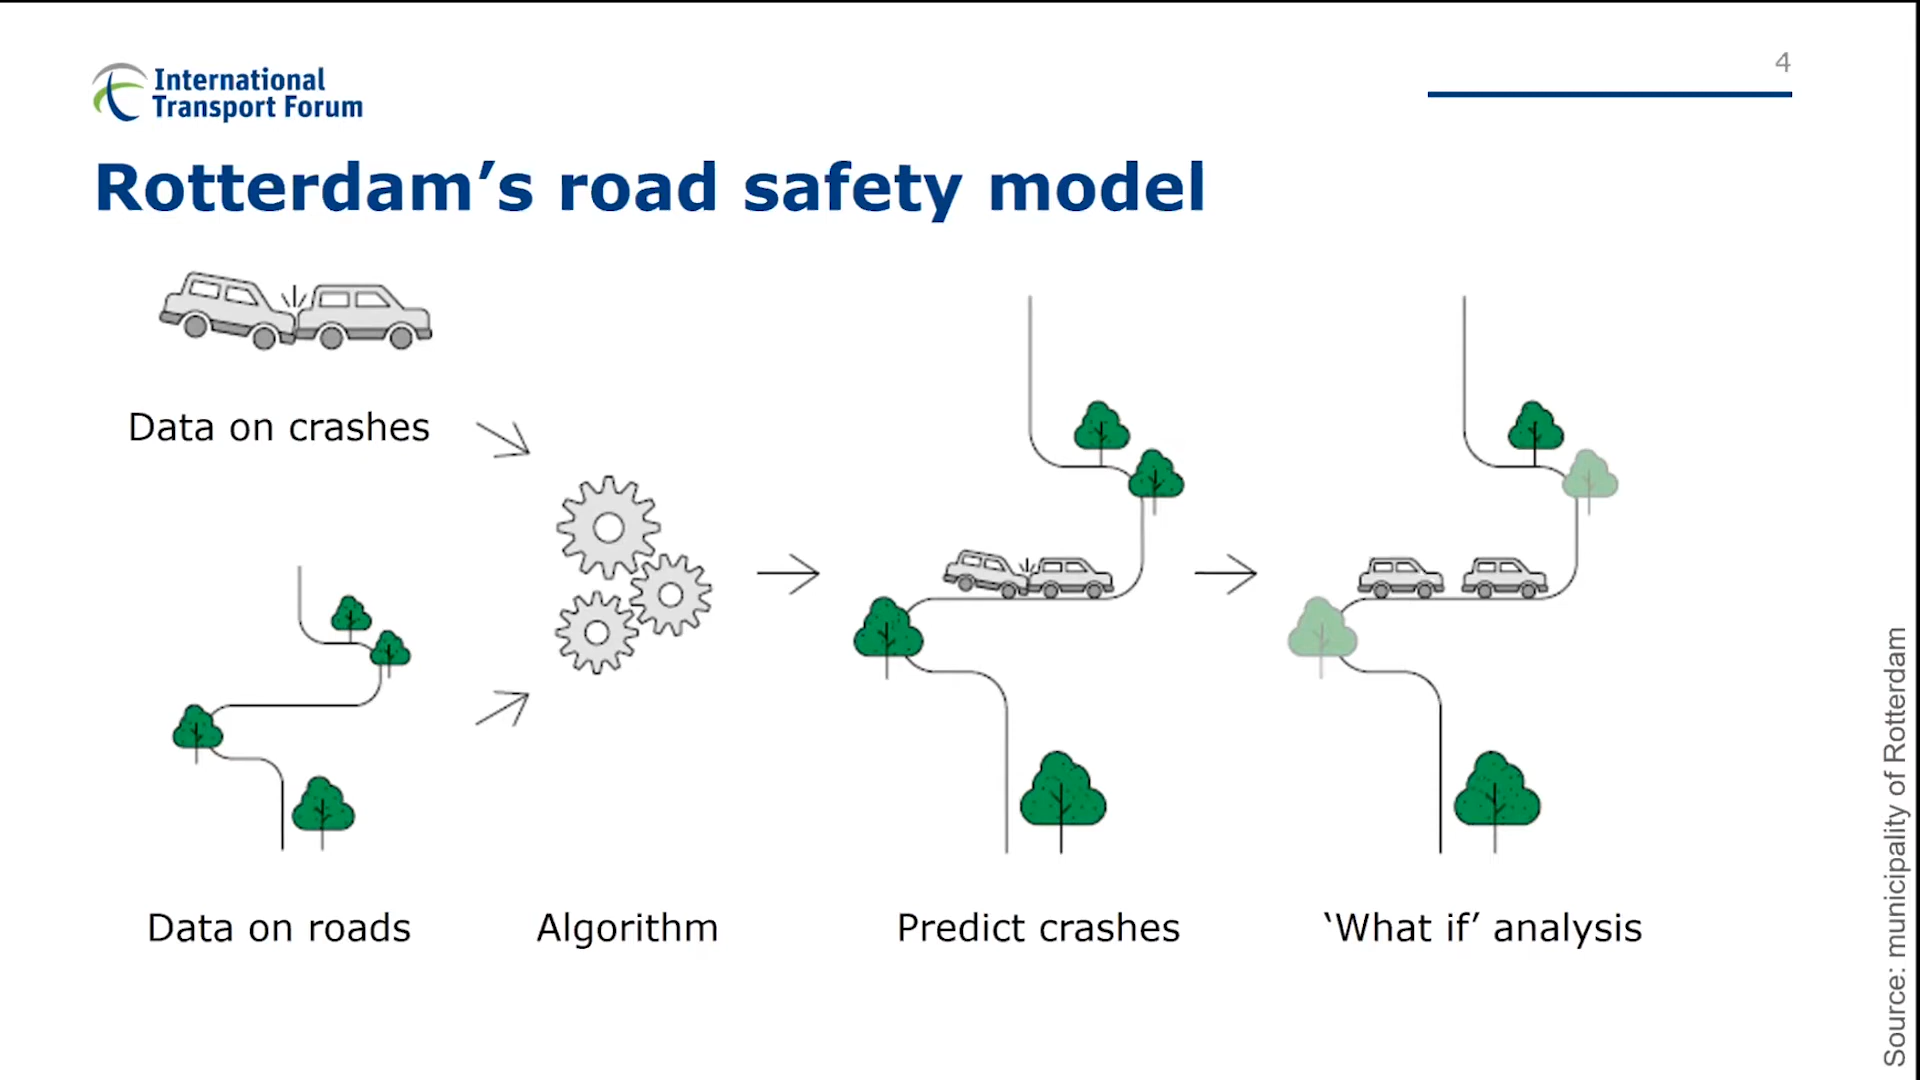 International
Transport Forum
4
Rotterdam’s road safety model
Data on crashes
Data on roads
Algorithm
Predict crashes
‘What if’ analysis
Source: municipality of Rotterdam